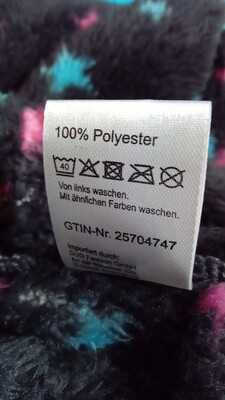 100% Polyester
40
Von links waschen.
Mit ähnlichen Farben waschen.
GTIN-Nr. 25704747
Importiert durch: